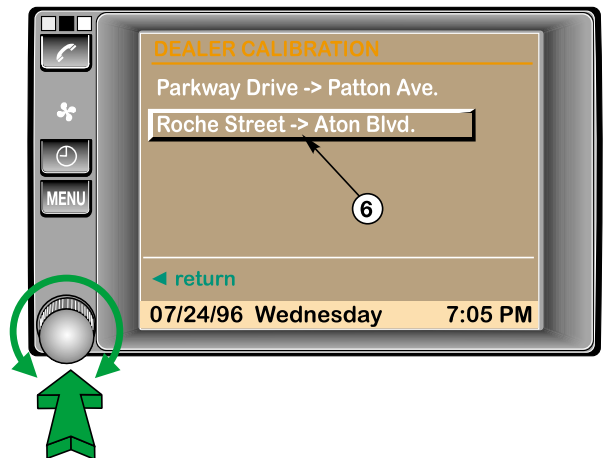 DEALER CALIBRATION
Parkway Drive -> Patton Ave.
Roche Street -> Aton Blvd.
6
MENU
◄ return
07/24/96 Wednesday 7:05 PM